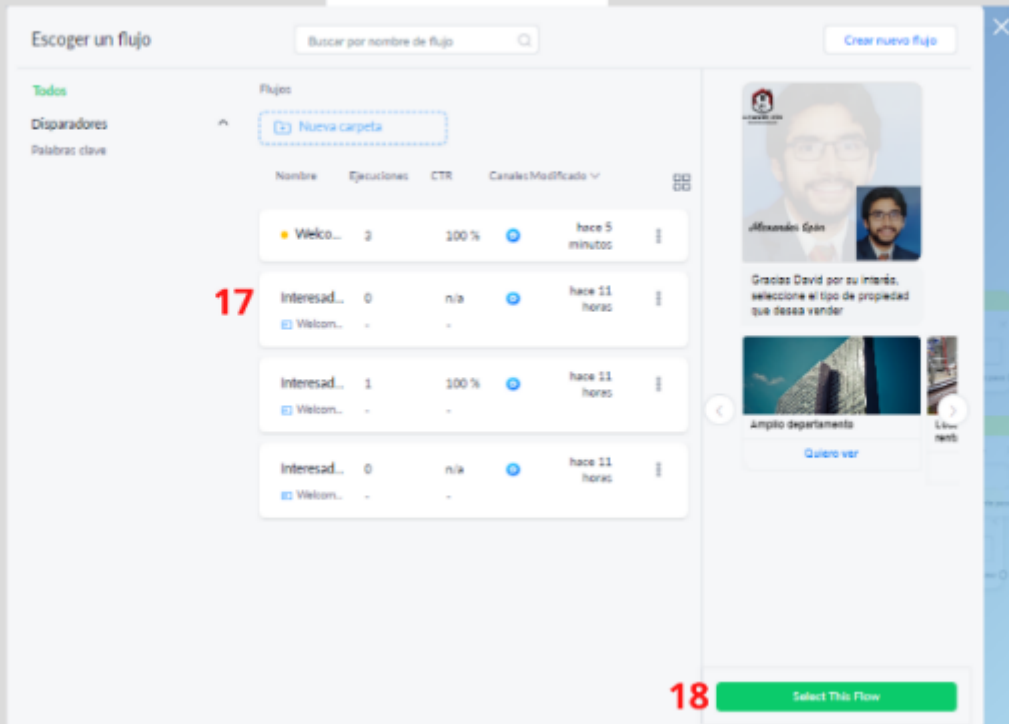 Escoger un flujo
Buscar por nombre de flujo
Crear nuevo flujo
Todos
Disparadores
Palabras clave
Flujos
Nueva carpeta
Nombre Ejecuciones CTR Canales Modificado
Welco... 3 100 % hace 5
minutos
17
Interesad... 0 n/a hace 11
horas
Welcom... - -
Interesad... 1 100 % hace 11
horas
Welcom... - -
Interesad... 0 n/a hace 11
horas
Welcom... - -
Gracias David por su interés,
seleccione el tipo de propiedad
que desea vender
Amplio departamento
Quiero ver
18
Select This Flow